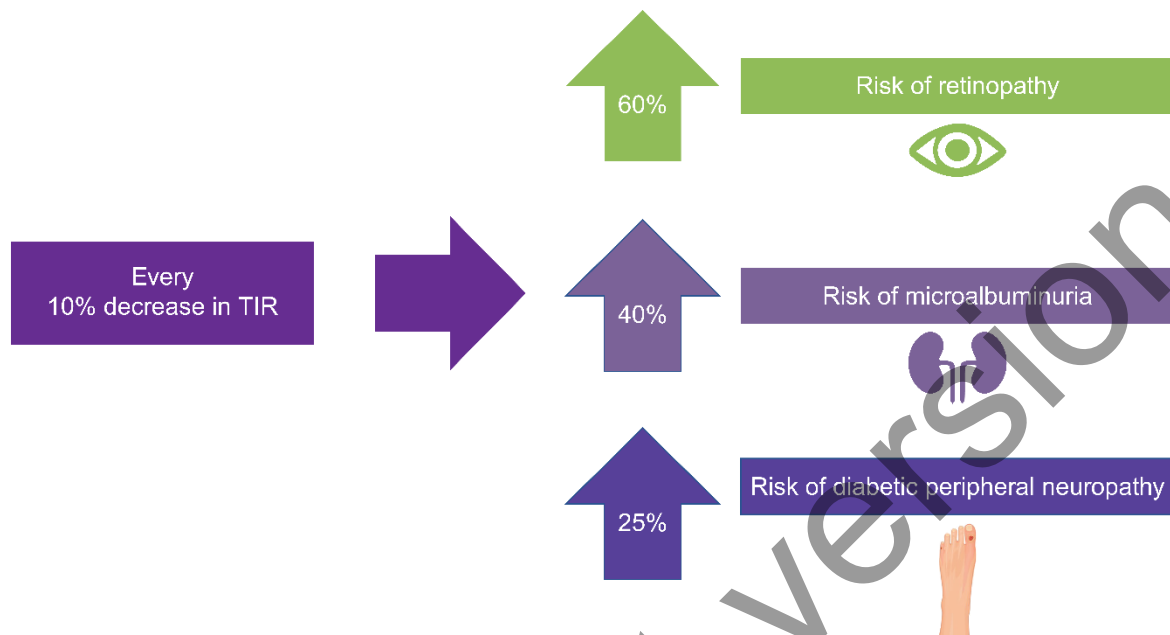 60%
Risk of retinopathy
Every
10% decrease in TIR
40%
Risk of microalbuminuria
25%
Risk of diabetic peripheral neuropathy
version